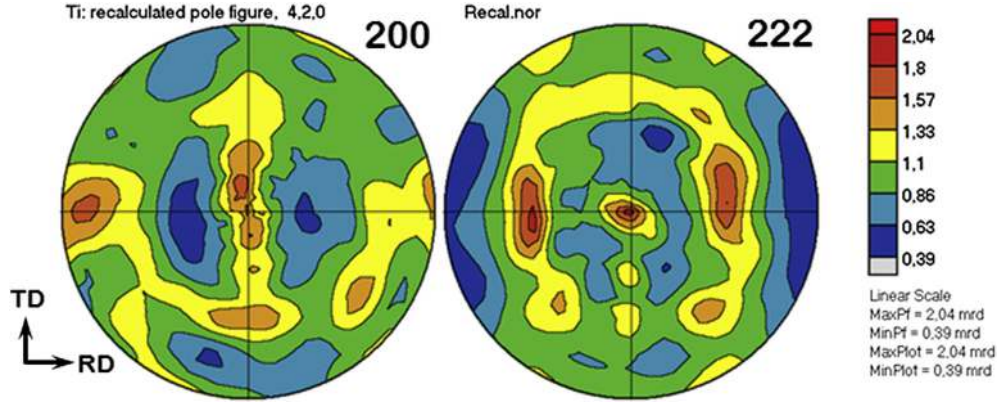 Ti: recalculated pole figure, 4,2,0
Recal.nor
200
222
2,04
1,8
1,57
1,33
1,1
0,86
0,63
0,39
TD
RD
Linear Scale
MaxPf = 2,04 mrd
MinPf = 0,39 mrd
MaxPlot = 2,04 mrd
MinPlot = 0,39 mrd